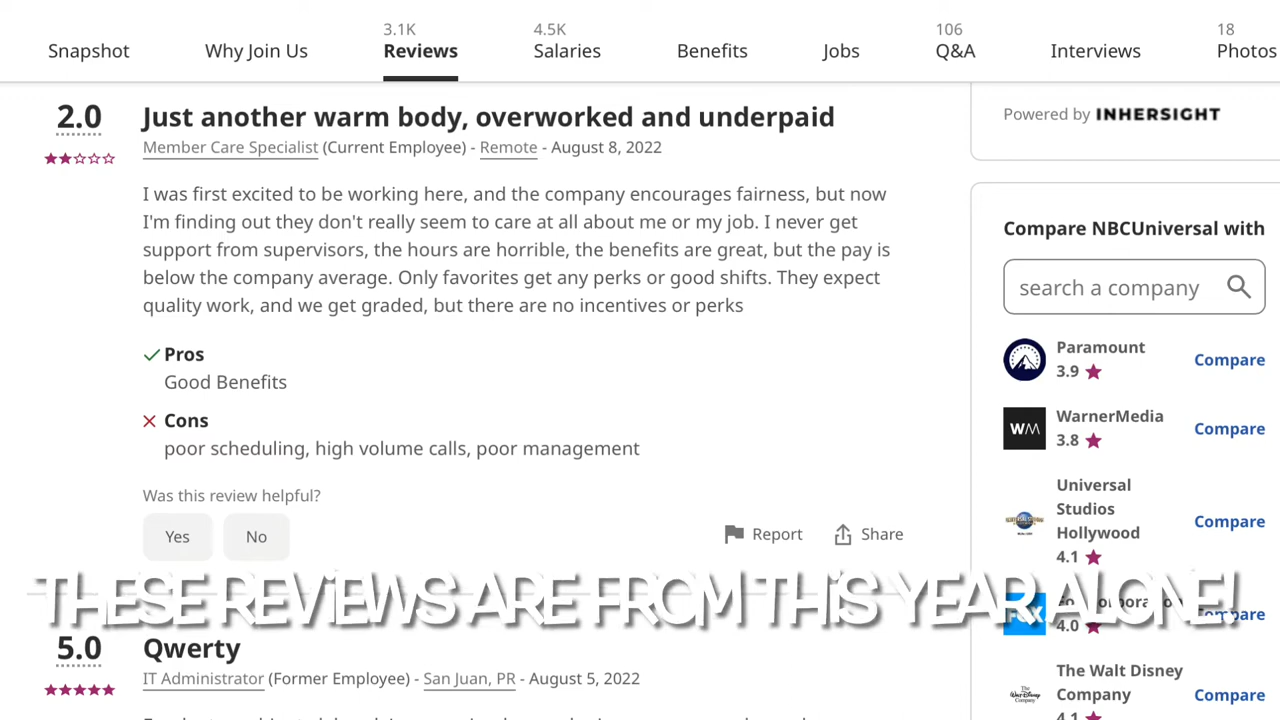 3.1K
4.5K
106
18
Snapshot
Why Join Us
Reviews
Salaries
Benefits
Jobs
Q&A
Interviews
Photos
2.0
Just another warm body, overworked and underpaid
Member Care Specialist (Current Employee) - Remote - August 8, 2022
I was first excited to be working here, and the company encourages fairness, but now
I'm finding out they don't really seem to care at all about me or my job. I never get
support from supervisors, the hours are horrible, the benefits are great, but the pay is
below the company average. Only favorites get any perks or good shifts. They expect
quality work, and we get graded, but there are no incentives or perks
Pros
Good Benefits
Cons
poor scheduling, high volume calls, poor management
Was this review helpful?
Yes
No
Report
Share
THESE REVIEWS ARE FROM THIS YEAR ALONE!
5.0
Qwerty
IT Administrator (Former Employee) - San Juan, PR - August 5, 2022
Powered by INHERSIGHT
Compare NBCUniversal with
search a company
Paramount
3.9
Compare
WM
WarnerMedia
3.8
Compare
Universal
Studios
Hollywood
4.1
Compare
4.0
Compare
The Walt Disney
Company
4.1
Compare